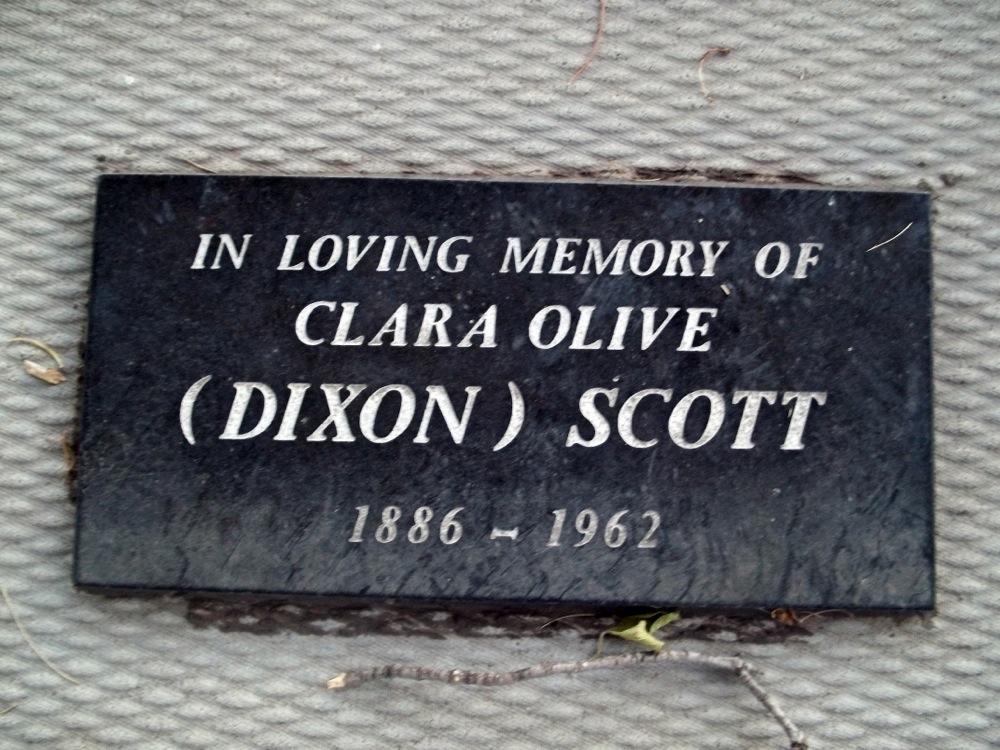 IN LOVING MEMORY OF
CLARA OLIVE
(DIXON) SCOTT
1886 - 1962